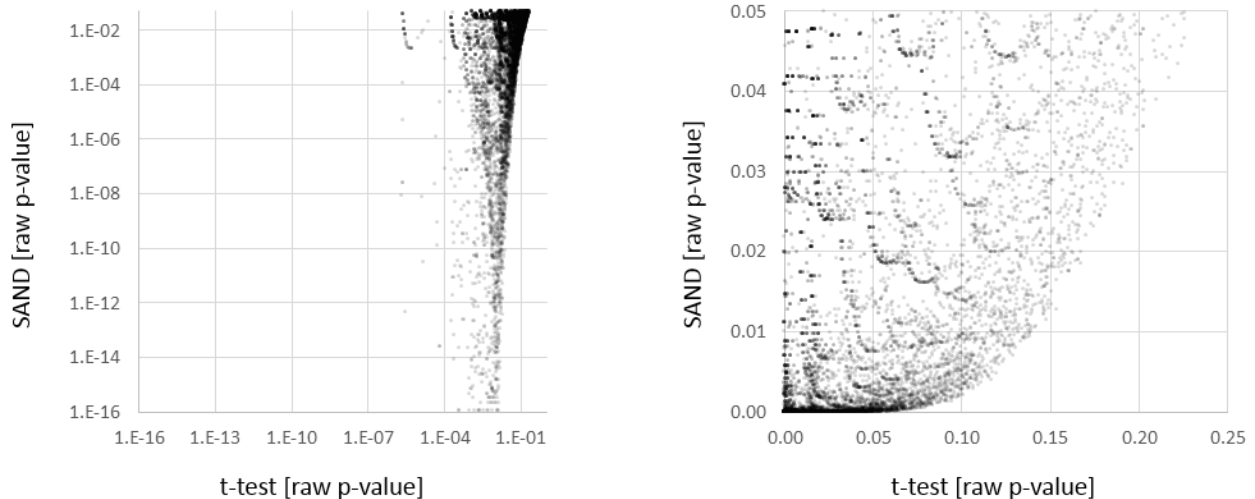 1.E-02
1.E-04
1.E-06
1.E-08
1.E-10
1.E-12
1.E-14
1.E-16
SAND [raw p-value]
1.E-16 1.E-13 1.E-10 1.E-07 1.E-04 1.E-01
t-test [raw p-value]
0.05
0.04
0.03
0.02
0.01
0.00
SAND [raw p-value]
0.00 0.05 0.10 0.15 0.20 0.25
t-test [raw p-value]